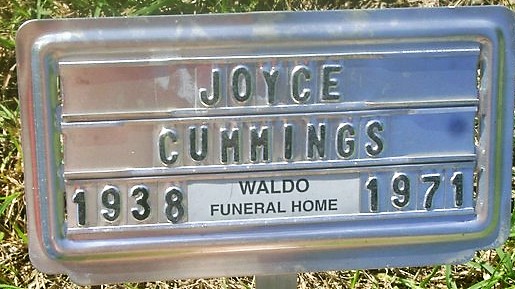 JOYCE
CUMMINGS
1938 WALDO FUNERAL HOME 1971